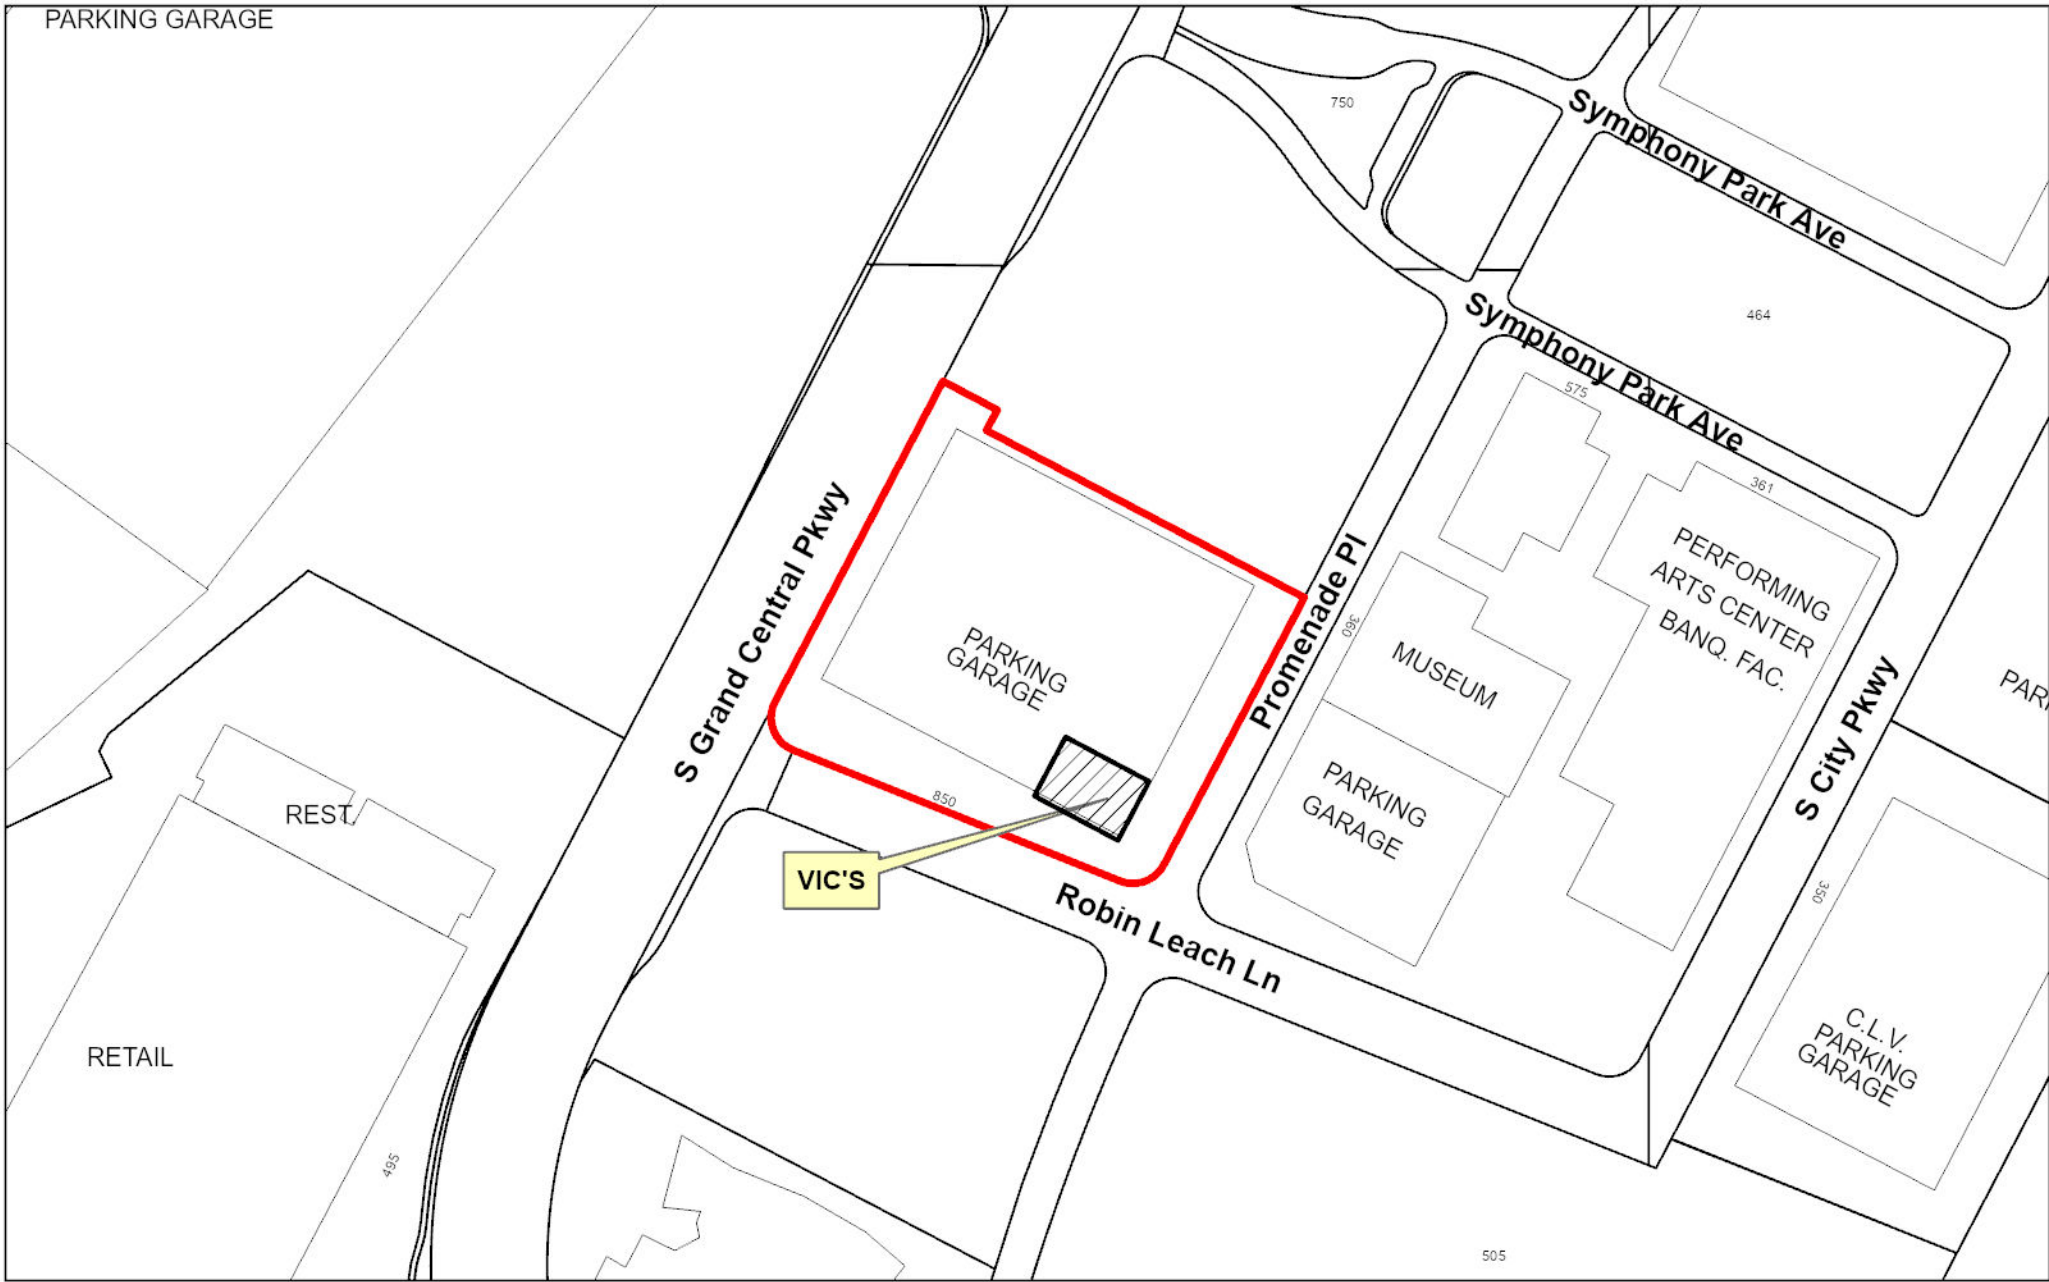 PARKING GARAGE
750
Symphony Park Ave
464
Symphony Park Ave
575
361
PERFORMING
ARTS CENTER
BANQ. FAC.
S Grand Central Pkwy
Promenade Pl
360
MUSEUM
PARKING
GARAGE
S City Pkwy
PAR
PARKING
GARAGE
850
VIC'S
REST.
350
Robin Leach Ln
RETAIL
C.L.V.
PARKING
GARAGE
495
505